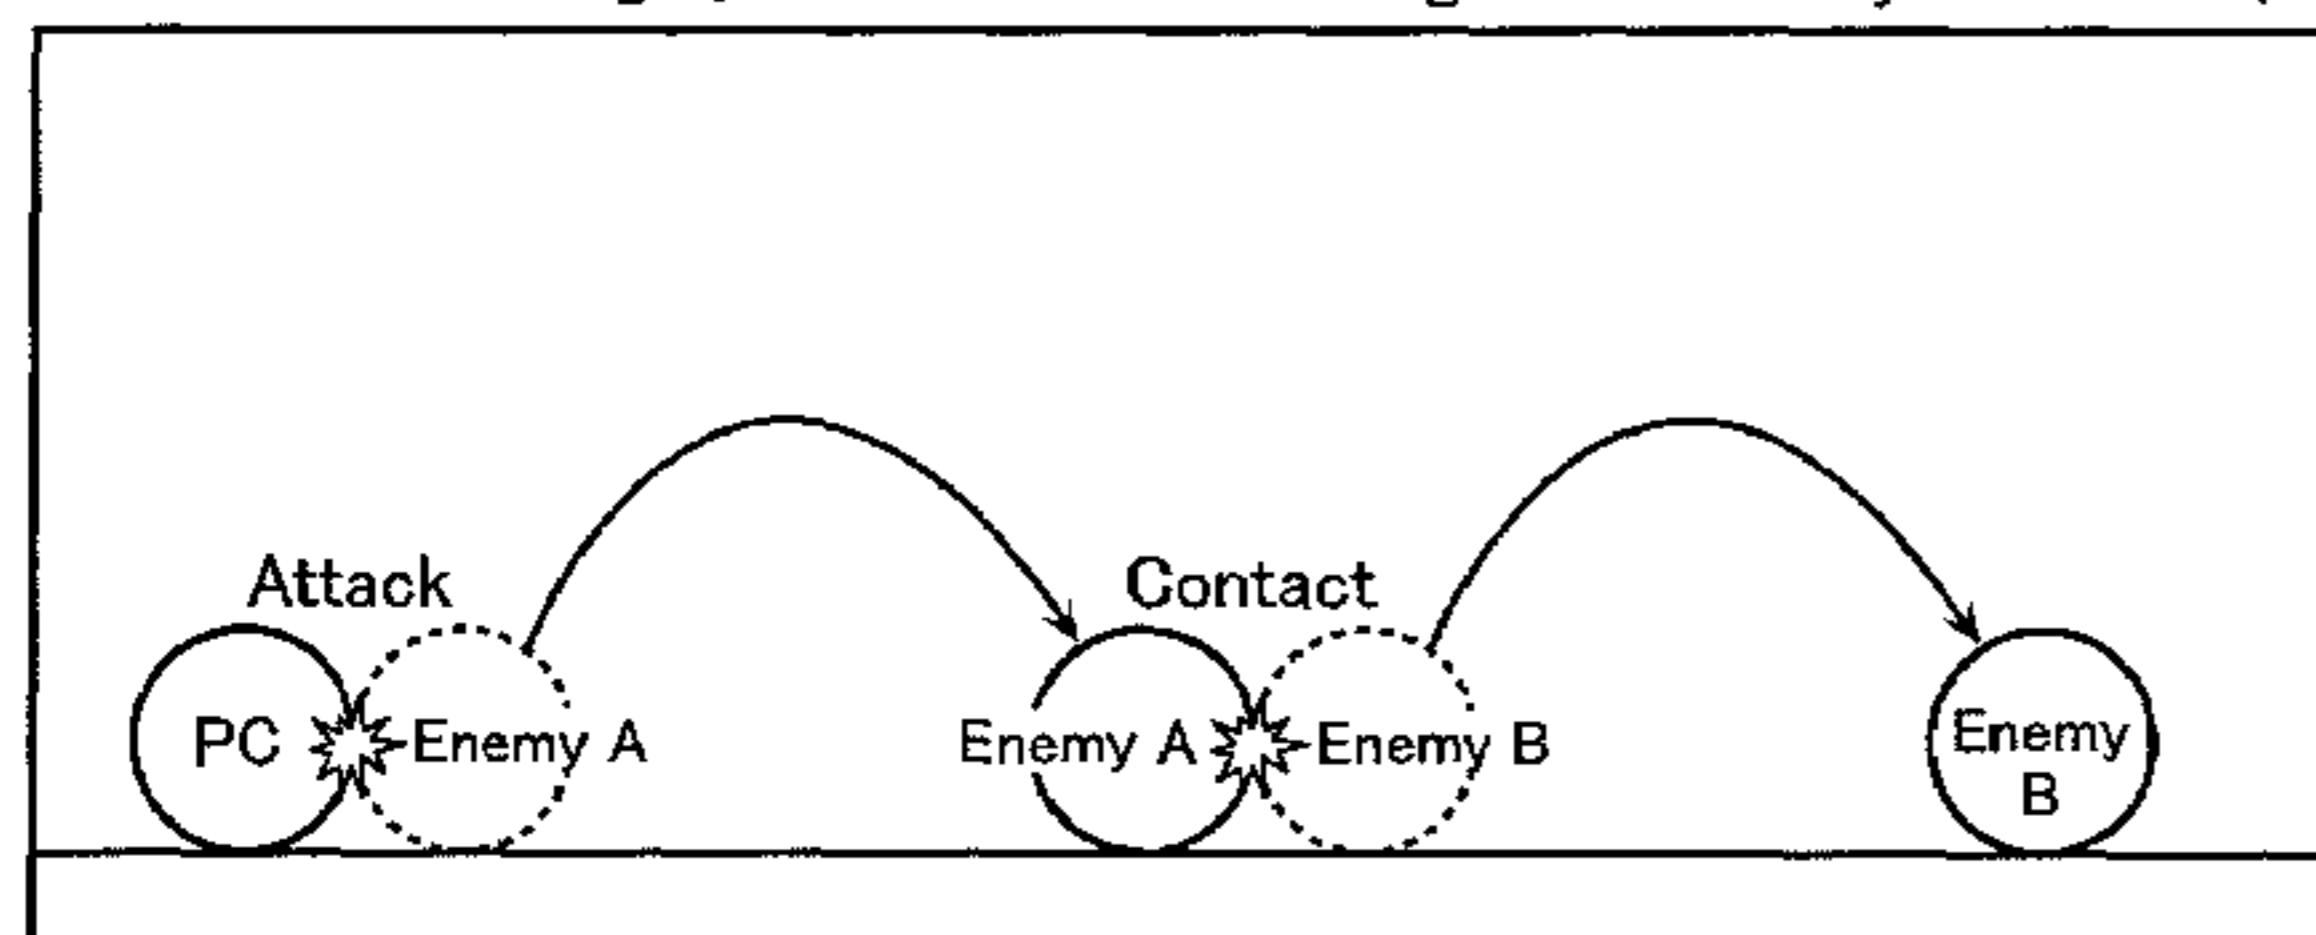 Attack
Contact
PC
Enemy A
Enemy A
Enemy B
Enemy
B